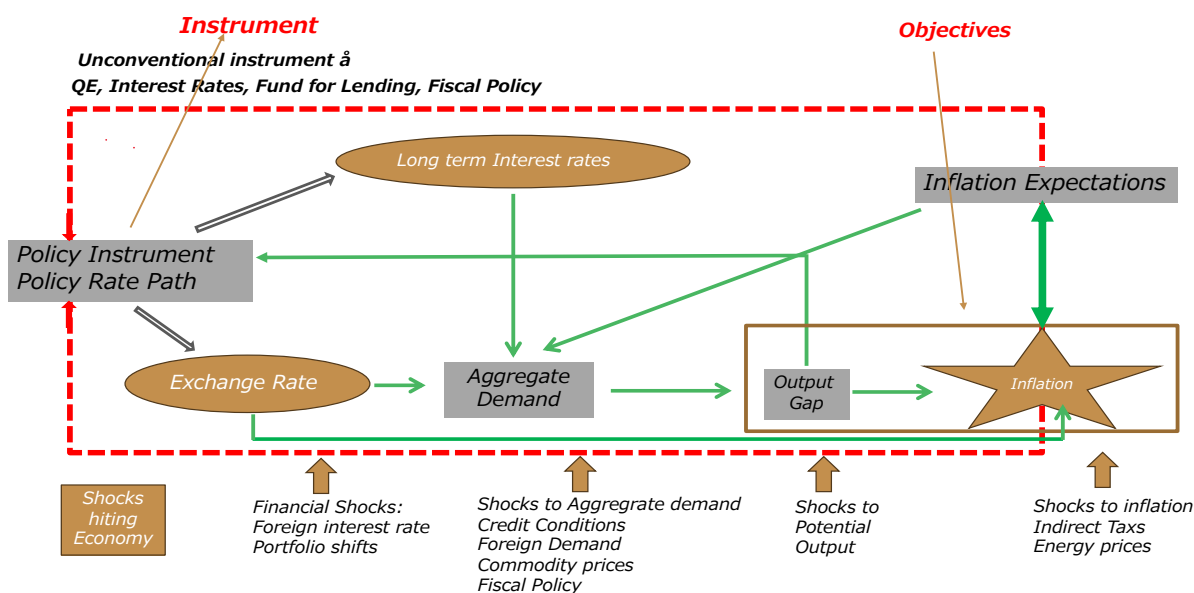 Instrument
Objectives
Unconventional instrument å
QE, Interest Rates, Fund for Lending, Fiscal Policy
Long term Interest rates
Inflation Expectations
Policy Instrument
Policy Rate Path
Exchange Rate
Aggregate
Demand
Output
Gap
Inflation
Shocks
hiting
Economy
Financial Shocks:
Foreign interest rate
Portfolio shifts
Shocks to Aggregrate demand
Credit Conditions
Foreign Demand
Commodity prices
Fiscal Policy
Shocks to
Potential
Output
Shocks to inflation
Indirect Taxs
Energy prices